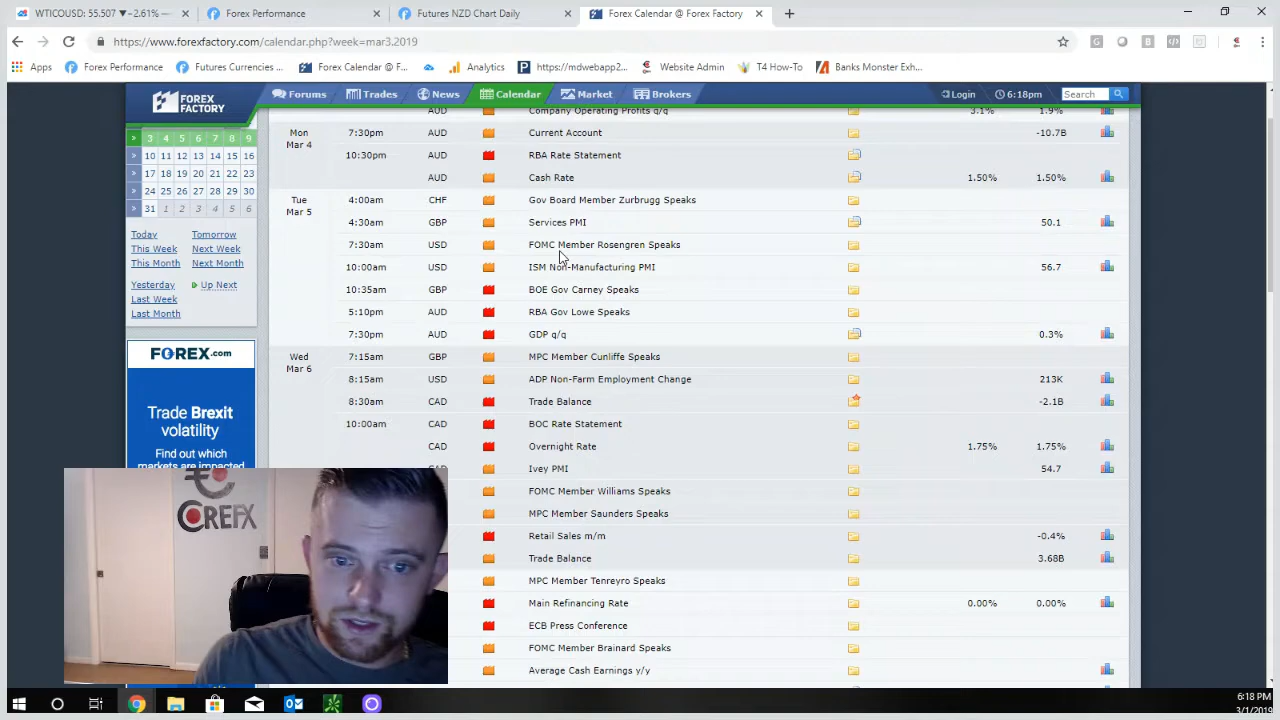 WTICOUSD: 55.507 ▼−2.61%
Forex Performance
Futures NZD Chart Daily
Forex Calendar @ Forex Factory
https://www.forexfactory.com/calendar.php?week=mar3.2019
Apps
Forex Performance
Futures Currencies ...
Forex Calendar @ F...
Analytics
https://mdwebapp2...
Website Admin
T4 How-To
Banks Monster Exh...
FOREX FACTORY
Forums
Trades
News
Calendar
Market
Brokers
Login
6:18pm
Search
> 3 4 5 6 7 8 9
> 10 11 12 13 14 15 16
> 17 18 19 20 21 22 23
> 24 25 26 27 28 29 30
> 31 1 2 3 4 5 6
Today Tomorrow
This Week Next Week
This Month Next Month
Yesterday Up Next
Last Week
Last Month
FOREX.com
Trade Brexit
volatility
Find out which
markets are impacted
AUD Company Operating Profits q/q 3.1% 1.9%
Mon Mar 4 7:30pm AUD Current Account -10.7B
10:30pm AUD RBA Rate Statement
AUD Cash Rate 1.50% 1.50%
Tue Mar 5 4:00am CHF Gov Board Member Zurbrugg Speaks
4:30am GBP Services PMI 50.1
7:30am USD FOMC Member Rosengren Speaks
10:00am USD ISM Non-Manufacturing PMI 56.7
10:35am GBP BOE Gov Carney Speaks
5:10pm AUD RBA Gov Lowe Speaks
7:30pm AUD GDP q/q 0.3%
Wed Mar 6 7:15am GBP MPC Member Cunliffe Speaks
8:15am USD ADP Non-Farm Employment Change 213K
8:30am CAD Trade Balance -2.1B
10:00am CAD BOC Rate Statement
CAD Overnight Rate 1.75% 1.75%
Ivey PMI 54.7
FOMC Member Williams Speaks
MPC Member Saunders Speaks
Retail Sales m/m -0.4%
Trade Balance 3.68B
MPC Member Tenreyro Speaks
Main Refinancing Rate 0.00% 0.00%
ECB Press Conference
FOMC Member Brainard Speaks
Average Cash Earnings y/y
COREFX
6:18 PM
3/1/2019